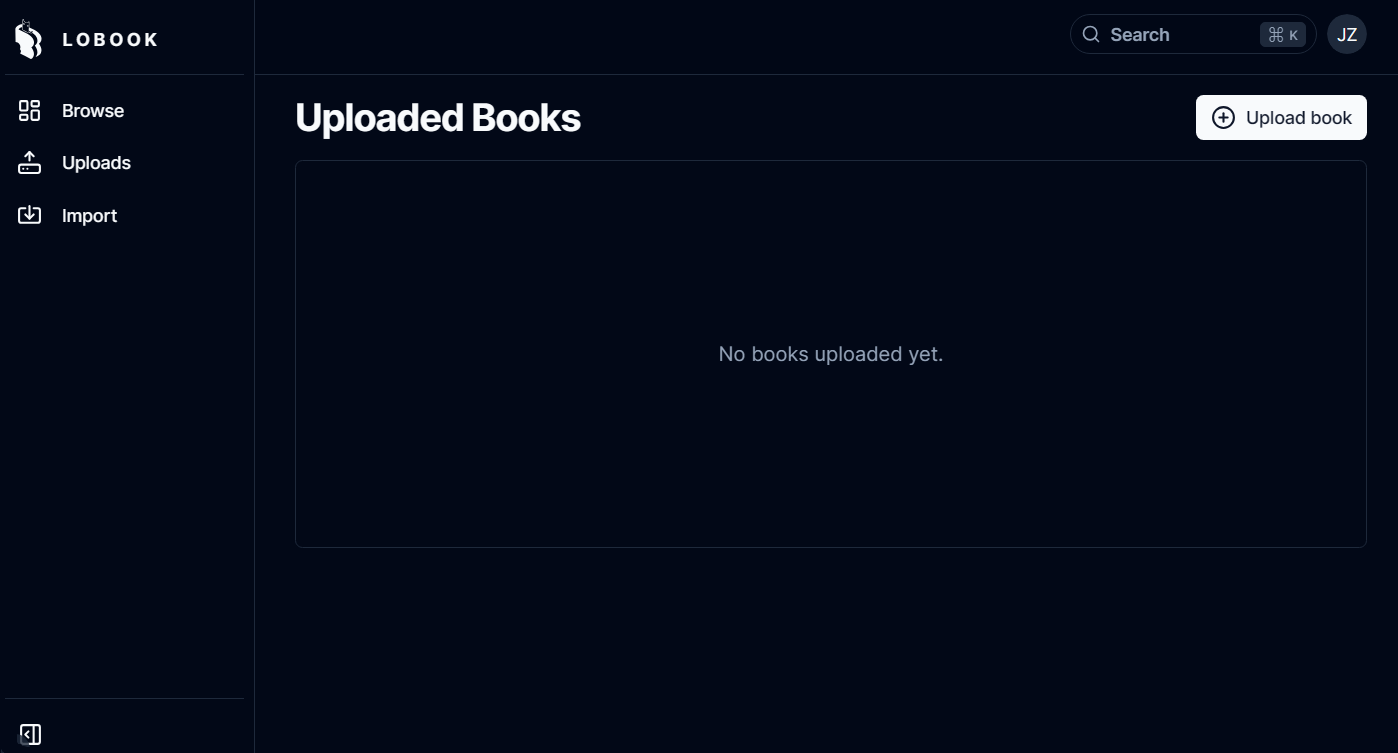 LOBOOK
Search ⌘ K
JZ
Browse
Uploads
Import
Uploaded Books
Upload book
No books uploaded yet.